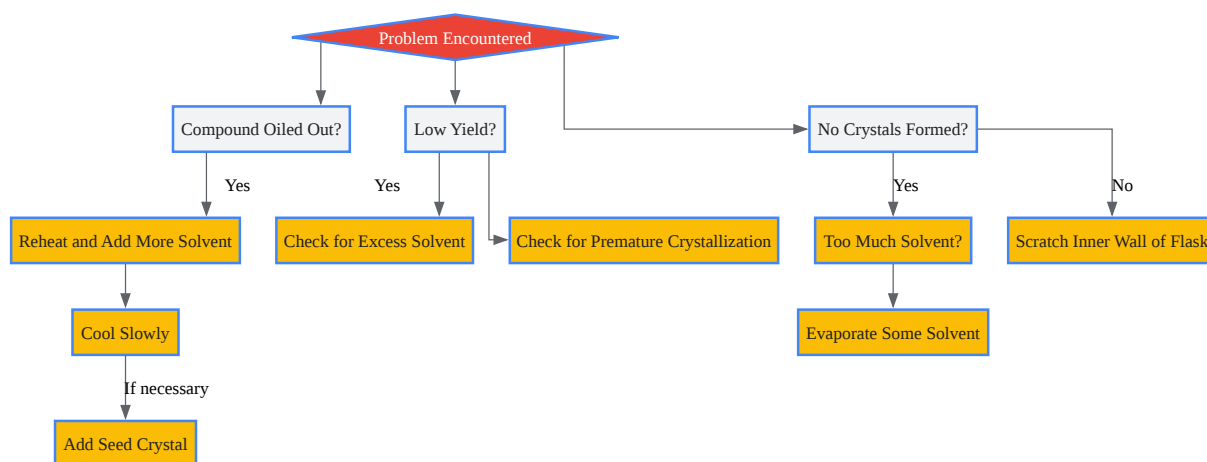 Problem Encountered
Compound Oiled Out?
Low Yield?
No Crystals Formed?
Yes
Yes
Yes
No
Reheat and Add More Solvent
Check for Excess Solvent
Check for Premature Crystallization
Too Much Solvent?
Scratch Inner Wall of Flask
Cool Slowly
Evaporate Some Solvent
If necessary
Add Seed Crystal